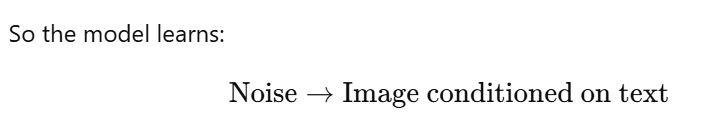 So the model learns:
Noise → Image conditioned on text